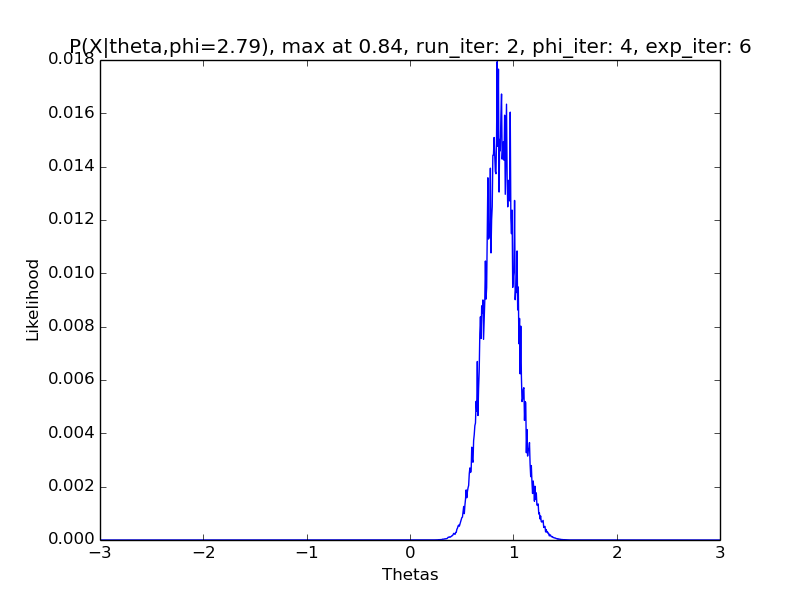 P(X|theta,phi=2.79), max at 0.84, run_iter: 2, phi_iter: 4, exp_iter: 6
0.018
0.016
0.014
0.012
0.010
0.008
0.006
0.004
0.002
0.000
Likelihood
−3 −2 −1 0 1 2 3
Thetas